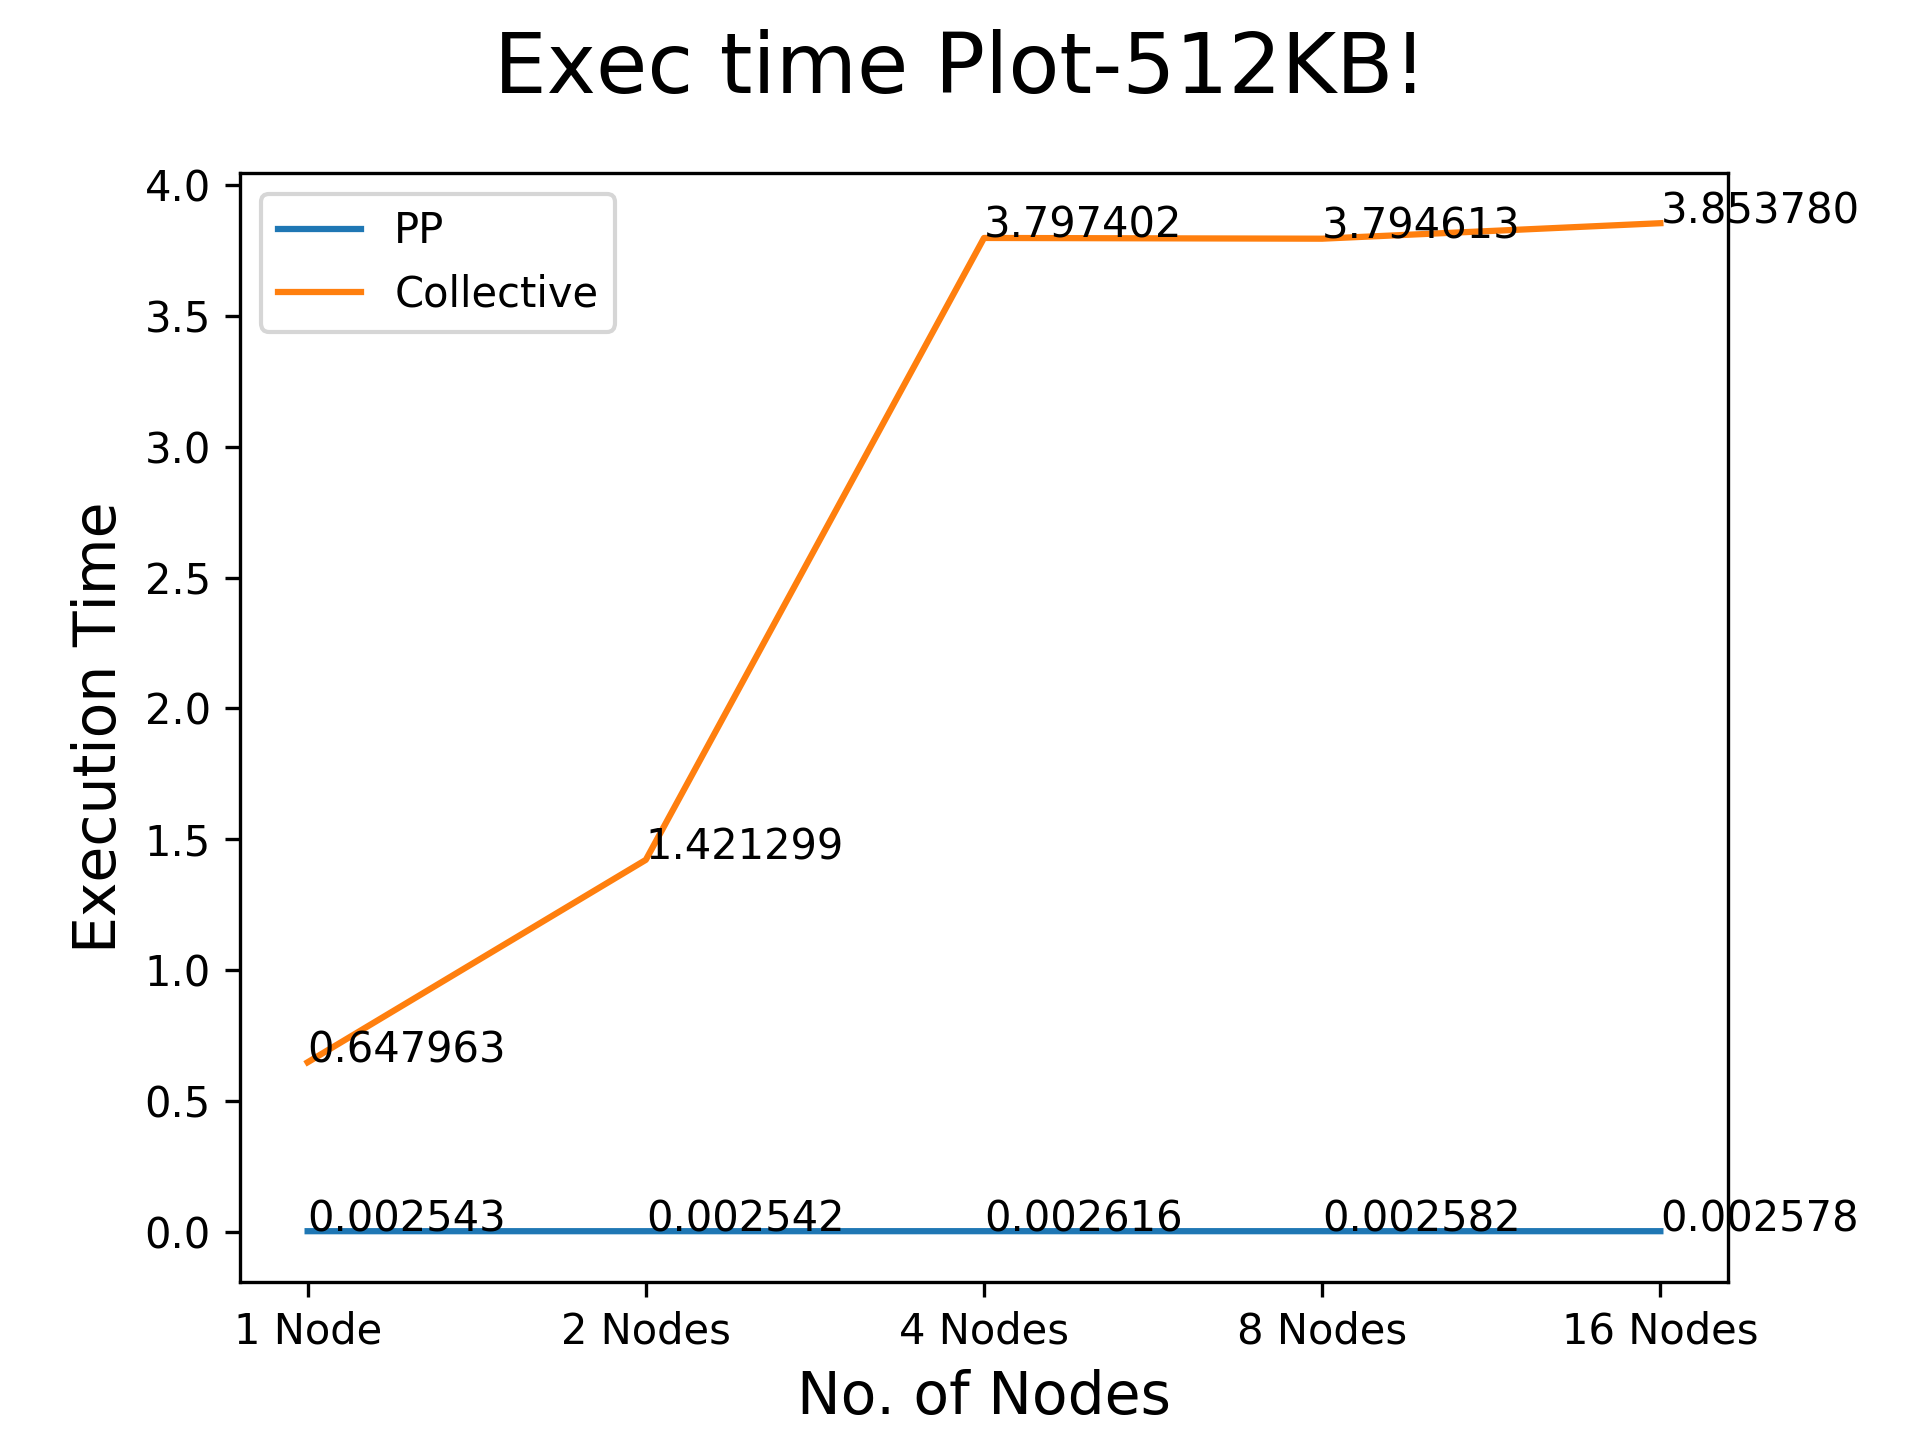 Exec time Plot-512KB!
PP
Collective
4.0
3.5
3.0
2.5
2.0
1.5
1.0
0.5
0.0
Execution Time
3.797402
3.794613
3.853780
1.421299
0.647963
0.002543
0.002542
0.002616
0.002582
0.002578
1 Node
2 Nodes
4 Nodes
8 Nodes
16 Nodes
No. of Nodes